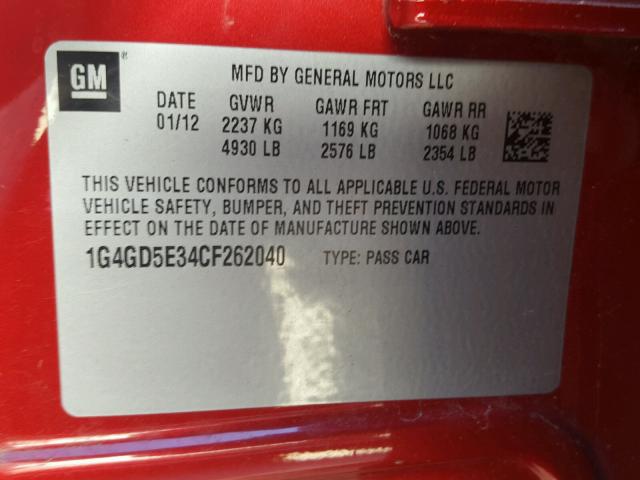 GM
®
MFD BY GENERAL MOTORS LLC
DATE GVWR GAWR FRT GAWR RR
01/12 2237 KG 1169 KG 1068 KG
4930 LB 2576 LB 2354 LB
THIS VEHICLE CONFORMS TO ALL APPLICABLE U.S. FEDERAL MOTOR
VEHICLE SAFETY, BUMPER, AND THEFT PREVENTION STANDARDS IN
EFFECT ON THE DATE OF MANUFACTURE SHOWN ABOVE.
1G4GD5E34CF262040 TYPE: PASS CAR